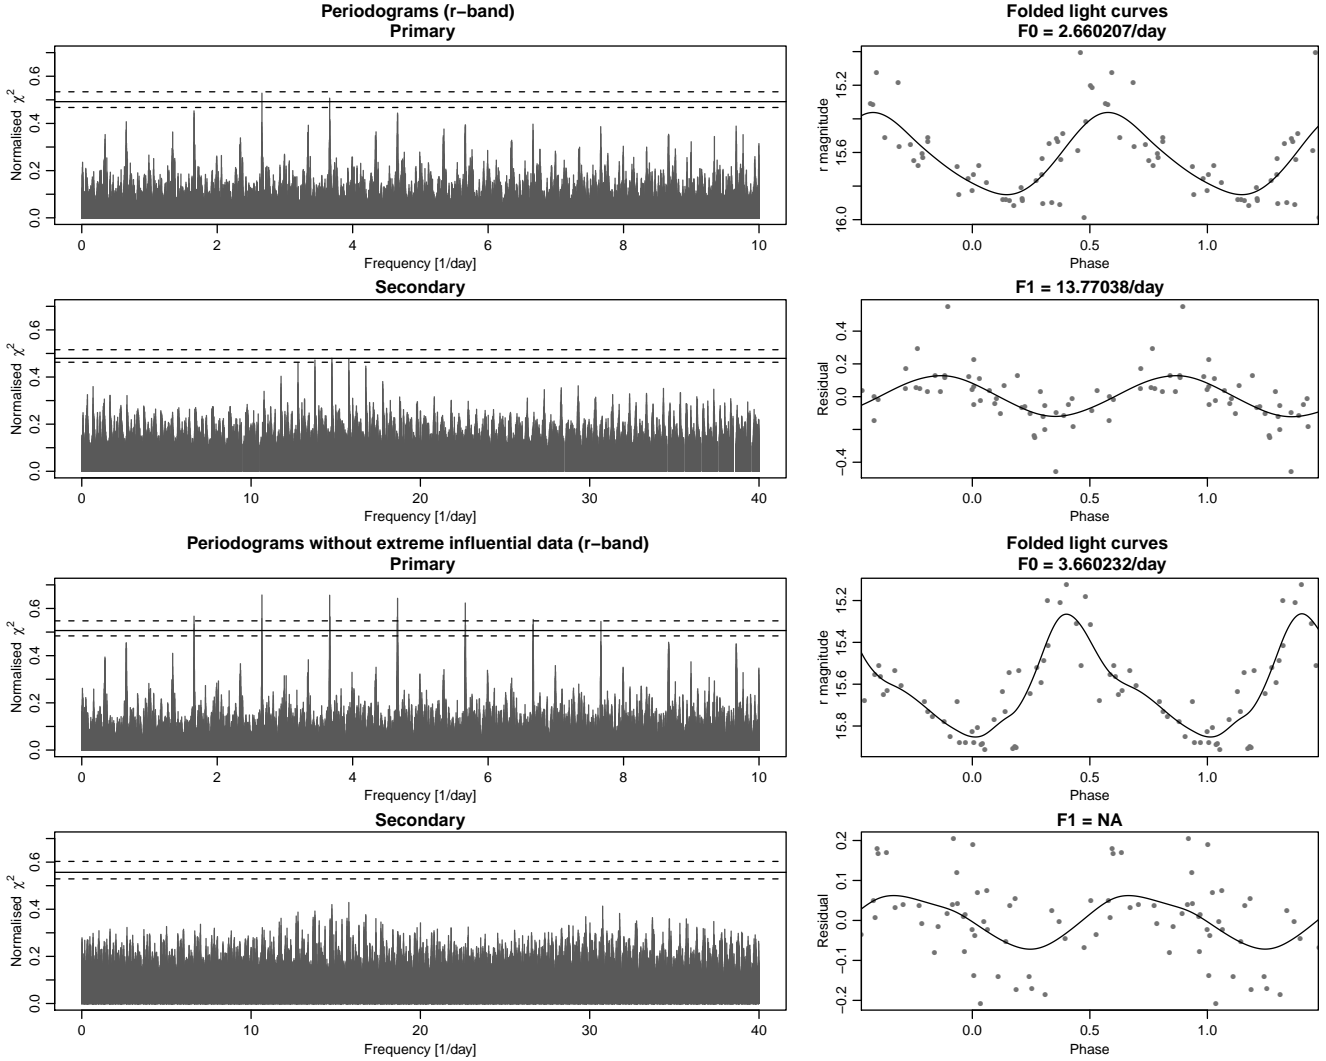 Periodograms (r−band)
Primary
Normalised χ²
0.0 0.2 0.4 0.6
0 2 4 6 8 10
Frequency [1/day]
Folded light curves
F0 = 2.660207/day
r magnitude
16.0 15.6 15.2
0.0 0.5 1.0
Phase
Secondary
Normalised χ²
0.0 0.2 0.4 0.6
0 10 20 30 40
Frequency [1/day]
F1 = 13.77038/day
Residual
−0.4 0.0 0.2 0.4
0.0 0.5 1.0
Phase
Periodograms without extreme influential data (r−band)
Primary
Normalised χ²
0.0 0.2 0.4 0.6
0 2 4 6 8 10
Frequency [1/day]
Folded light curves
F0 = 3.660232/day
r magnitude
15.8 15.6 15.4 15.2
0.0 0.5 1.0
Phase
Secondary
Normalised χ²
0.0 0.2 0.4 0.6
0 10 20 30 40
Frequency [1/day]
F1 = NA
Residual
−0.2 −0.1 0.0 0.1 0.2
0.0 0.5 1.0
Phase